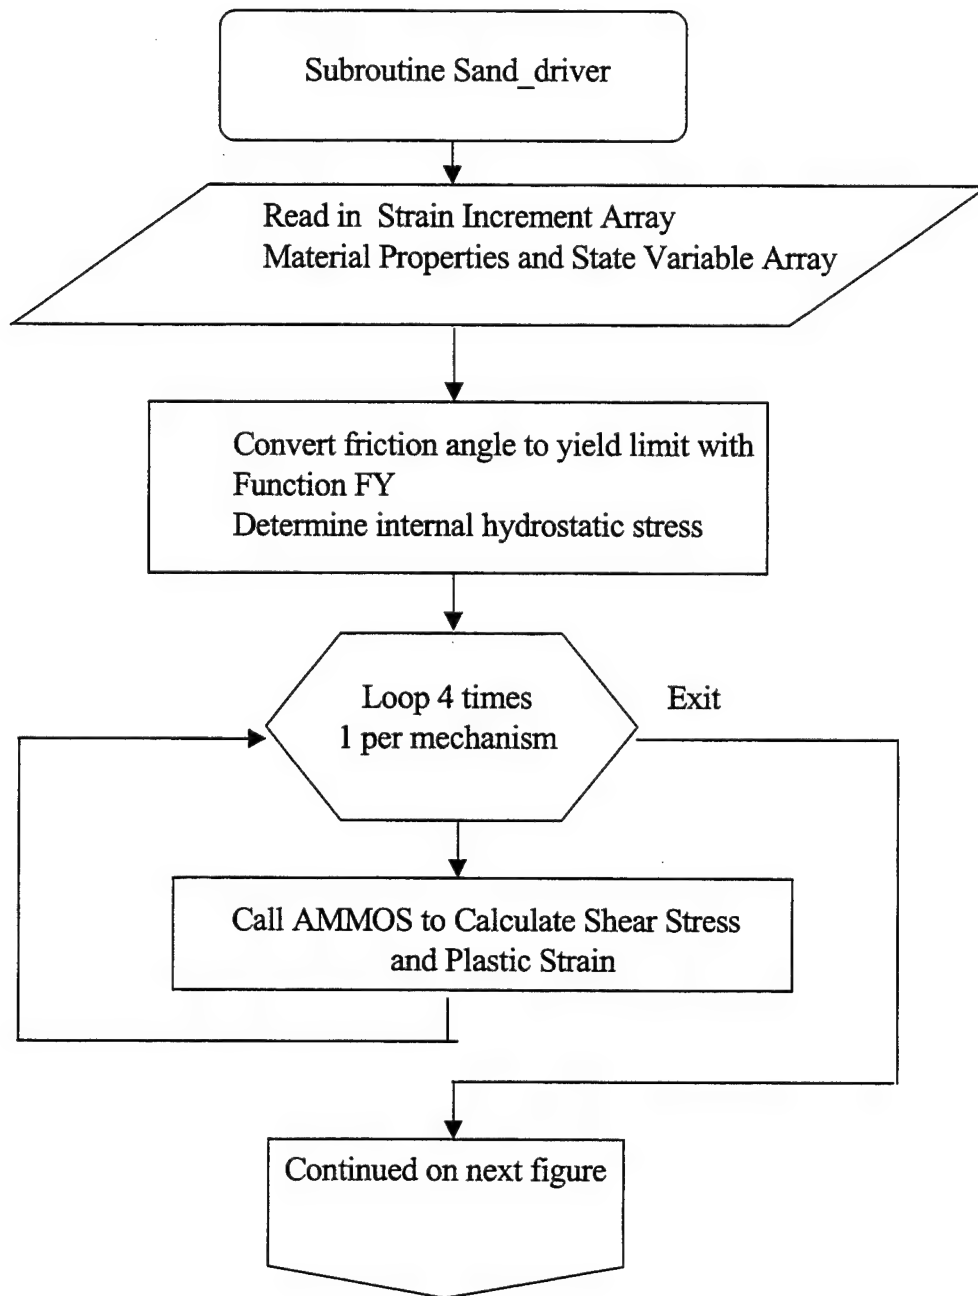 Subroutine Sand_driver
Read in Strain Increment Array
Material Properties and State Variable Array
Convert friction angle to yield limit with
Function FY
Determine internal hydrostatic stress
Loop 4 times
1 per mechanism
Exit
Call AMMOS to Calculate Shear Stress
and Plastic Strain
Continued on next figure